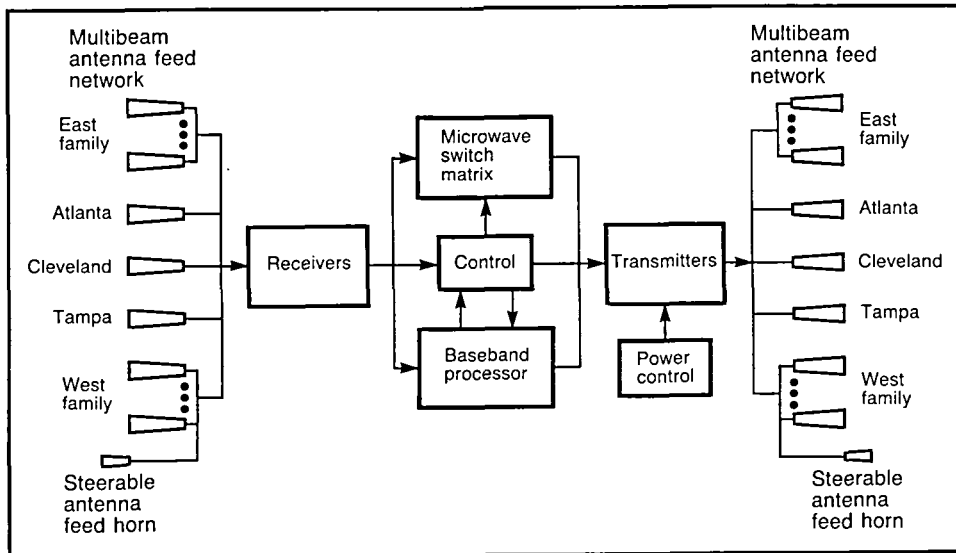 Multibeam
antenna feed
network
East
family
Atlanta
Cleveland
Tampa
West
family
Steerable
antenna
feed horn
Receivers
Microwave
switch
matrix
Control
Baseband
processor
Transmitters
Power
control
Multibeam
antenna feed
network
East
family
Atlanta
Cleveland
Tampa
West
family
Steerable
antenna
feed horn